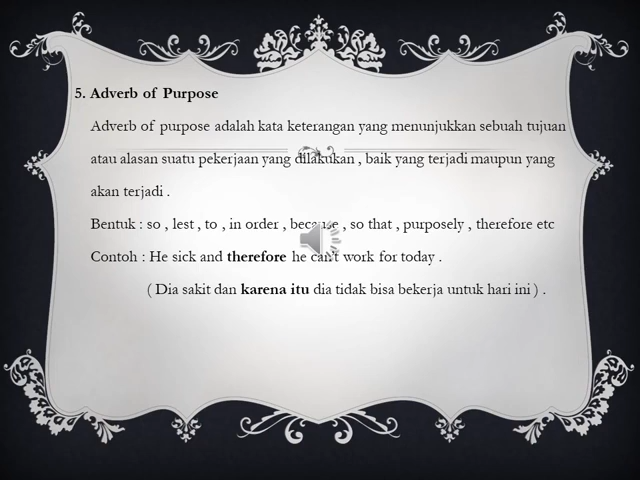 5. Adverb of Purpose
Adverb of purpose adalah kata keterangan yang menunjukkan sebuah tujuan
atau alasan suatu pekerjaan yang dilakukan , baik yang terjadi maupun yang
akan terjadi .
Bentuk : so , lest , to , in order , because , so that , purposely , therefore etc
Contoh : He sick and therefore he can't work for today .
( Dia sakit dan karena itu dia tidak bisa bekerja untuk hari ini ) .